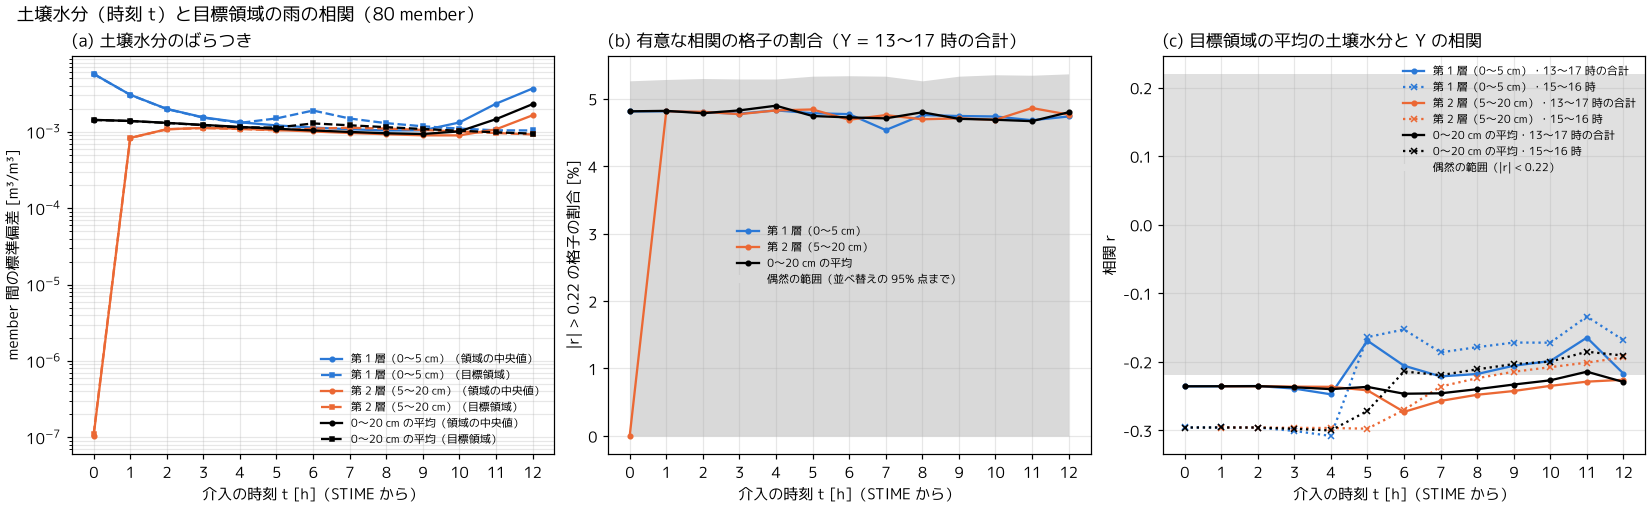 土壌水分（時刻 t）と目標領域の雨の相関（80 member）
(a) 土壌水分のばらつき
member 間の標準偏差 [m³/m³]
10⁻³
10⁻⁴
10⁻⁵
10⁻⁶
10⁻⁷
第 1 層（0〜5 cm）（領域の中央値）
第 1 層（0〜5 cm）（目標領域）
第 2 層（5〜20 cm）（領域の中央値）
第 2 層（5〜20 cm）（目標領域）
0〜20 cm の平均（領域の中央値）
0〜20 cm の平均（目標領域）
0 1 2 3 4 5 6 7 8 9 10 11 12
介入の時刻 t [h]（STIME から）
(b) 有意な相関の格子の割合（Y = 13〜17 時の合計）
|r| > 0.22 の格子の割合 [%]
5
4
3
2
1
0
第 1 層（0〜5 cm）
第 2 層（5〜20 cm）
0〜20 cm の平均
偶然の範囲（並べ替えの 95% 点まで）
0 1 2 3 4 5 6 7 8 9 10 11 12
介入の時刻 t [h]（STIME から）
(c) 目標領域の平均の土壌水分と Y の相関
相関 r
0.2
0.1
0.0
-0.1
-0.2
-0.3
第 1 層（0〜5 cm）・13〜17 時の合計
第 1 層（0〜5 cm）・15〜16 時
第 2 層（5〜20 cm）・13〜17 時の合計
第 2 層（5〜20 cm）・15〜16 時
0〜20 cm の平均・13〜17 時の合計
0〜20 cm の平均・15〜16 時
偶然の範囲（|r| < 0.22）
0 1 2 3 4 5 6 7 8 9 10 11 12
介入の時刻 t [h]（STIME から）